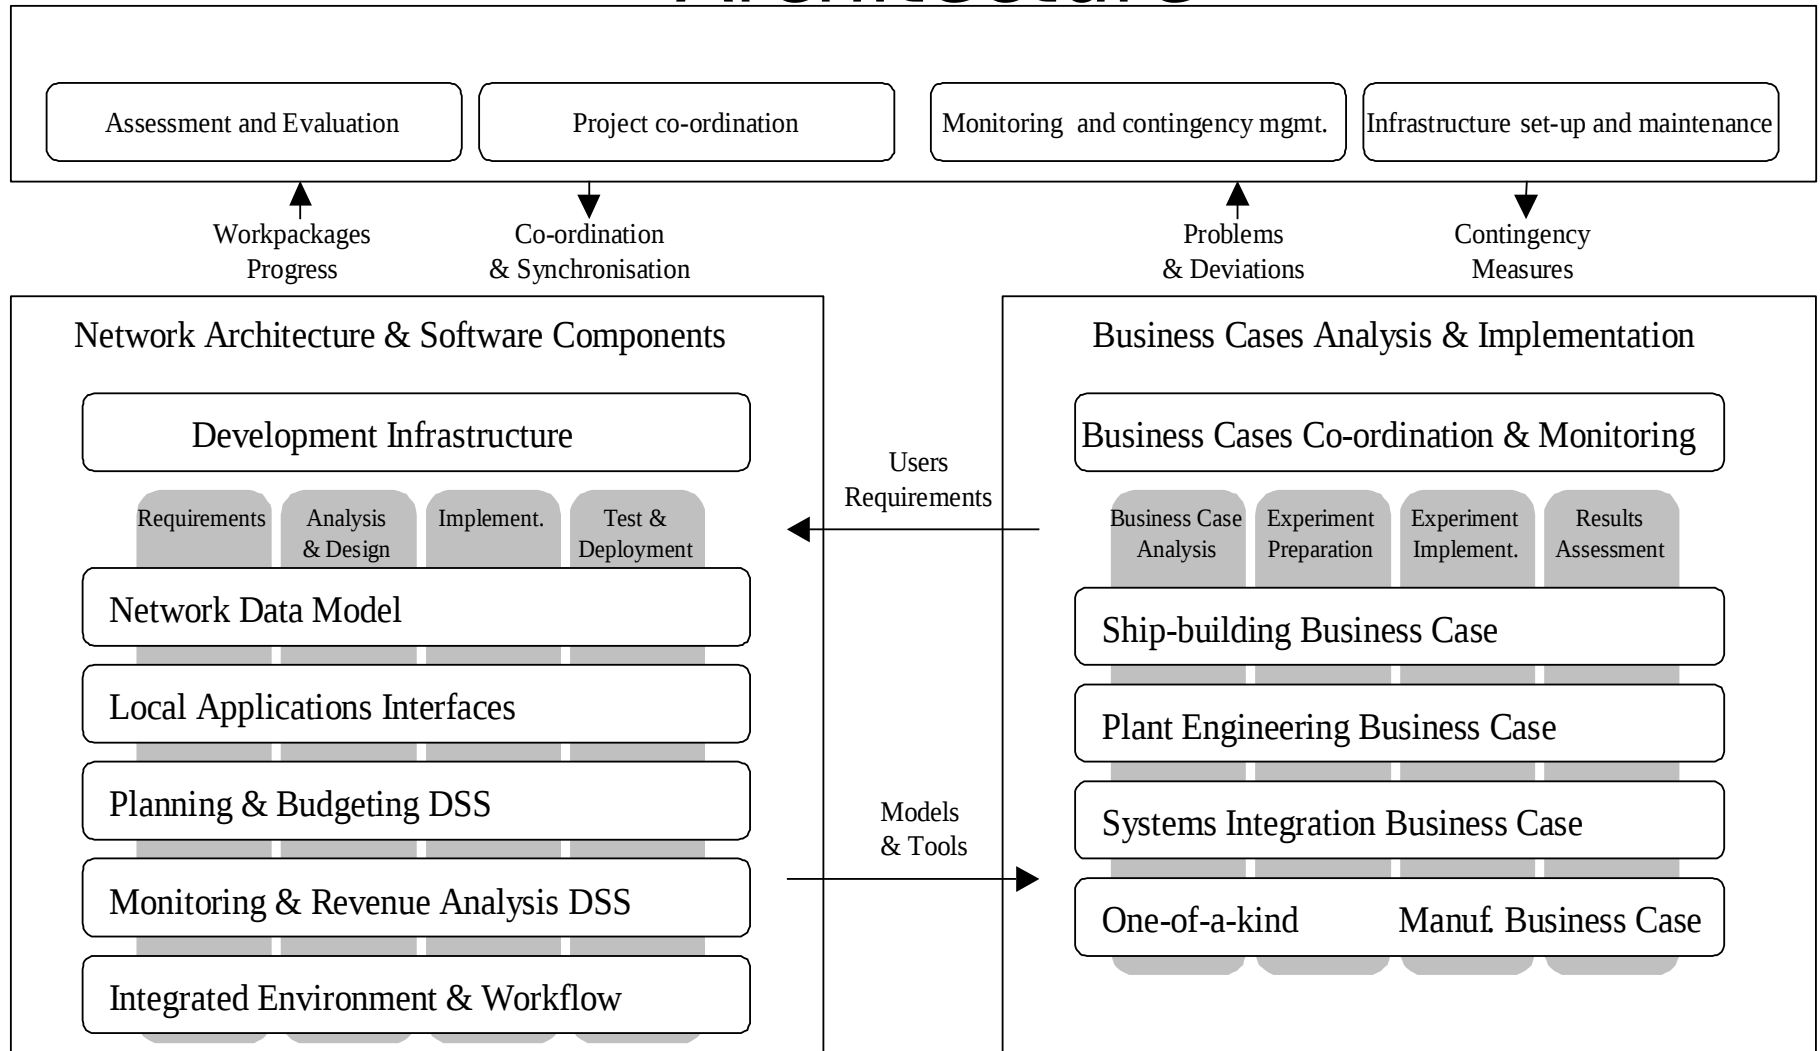 Architecture
Assessment and Evaluation
Project co-ordination
Monitoring and contingency mgmt.
Infrastructure set-up and maintenance
Workpackages
Progress
Co-ordination
& Synchronisation
Problems
& Deviations
Contingency
Measures
Network Architecture & Software Components
Development Infrastructure
Requirements
Analysis
& Design
Implement.
Test &
Deployment
Network Data Model
Local Applications Interfaces
Planning & Budgeting DSS
Monitoring & Revenue Analysis DSS
Integrated Environment & Workflow
Users
Requirements
Models
& Tools
Business Cases Analysis & Implementation
Business Cases Co-ordination & Monitoring
Business Case
Analysis
Experiment
Preparation
Experiment
Implement.
Results
Assessment
Ship-building Business Case
Plant Engineering Business Case
Systems Integration Business Case
One-of-a-kind Manuf. Business Case